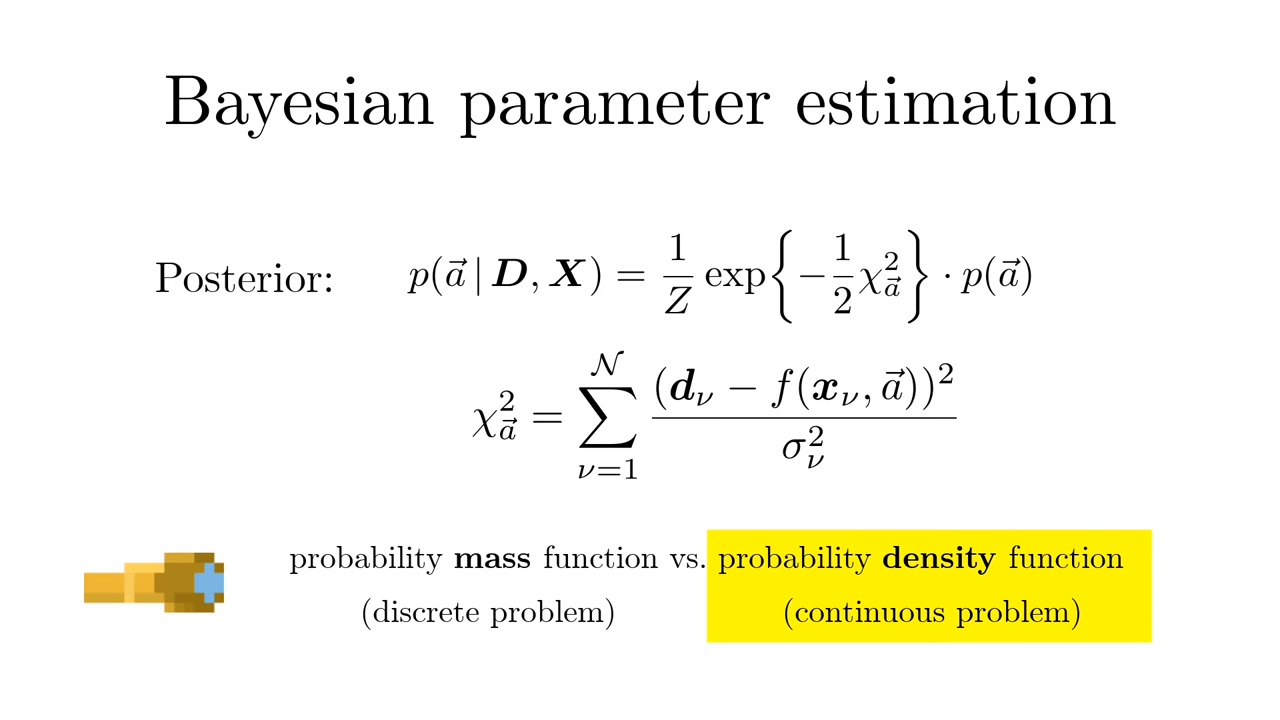 Bayesian parameter estimation
Posterior: p(a⃗ | D, X) = 1/Z exp{−1/2 χ²_a⃗} · p(a⃗)
χ²_a⃗ = ∑_{ν=1}^{𝒩} (d_ν − f(x_ν, a⃗))² / σ²_ν
probability mass function vs. probability density function
(discrete problem) (continuous problem)